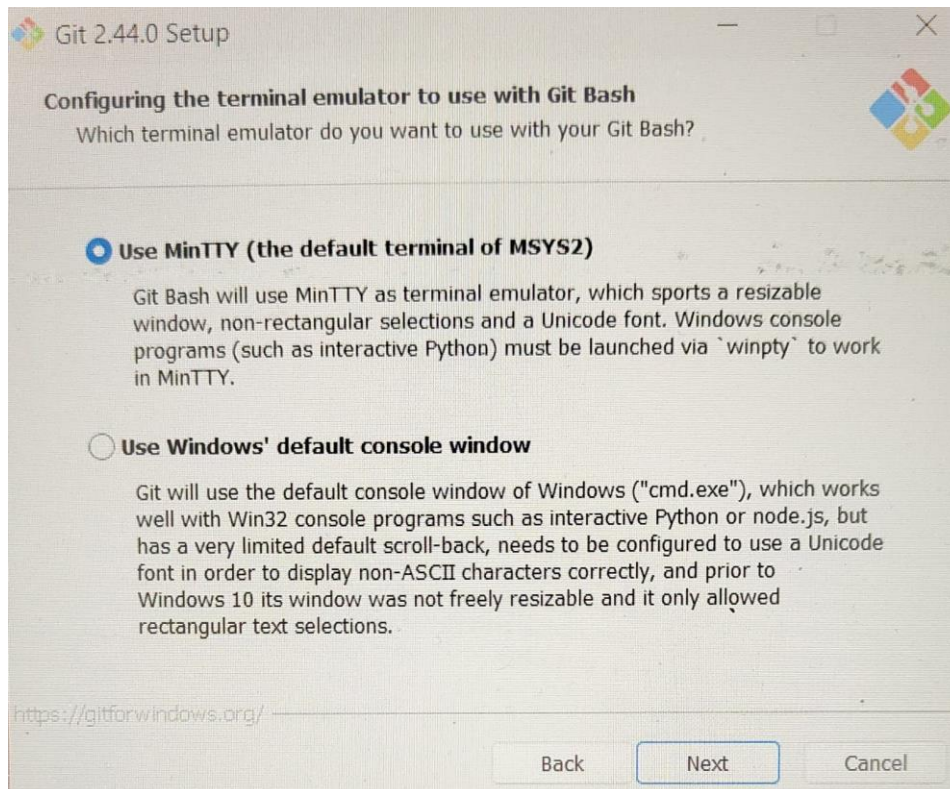 Git 2.44.0 Setup
Configuring the terminal emulator to use with Git Bash
Which terminal emulator do you want to use with your Git Bash?
Use MinTTY (the default terminal of MSYS2)
Git Bash will use MinTTY as terminal emulator, which sports a resizable
window, non-rectangular selections and a Unicode font. Windows console
programs (such as interactive Python) must be launched via `winpty` to work
in MinTTY.
Use Windows' default console window
Git will use the default console window of Windows ("cmd.exe"), which works
well with Win32 console programs such as interactive Python or node.js, but
has a very limited default scroll-back, needs to be configured to use a Unicode
font in order to display non-ASCII characters correctly, and prior to
Windows 10 its window was not freely resizable and it only allowed
rectangular text selections.
https://gitforwindows.org/
Back Next Cancel